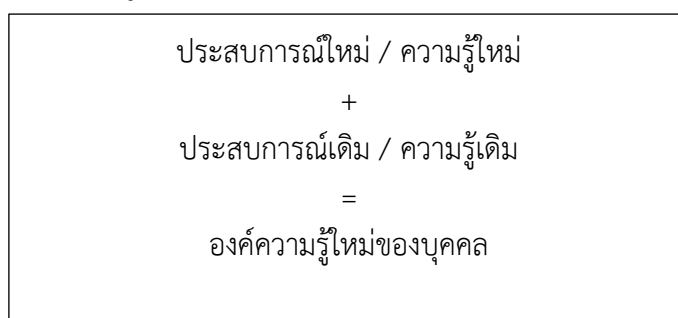 ประสบการณ์ใหม่ / ความรู้ใหม่
+
ประสบการณ์เดิม / ความรู้เดิม
=
องค์ความรู้ใหม่ของบุคคล